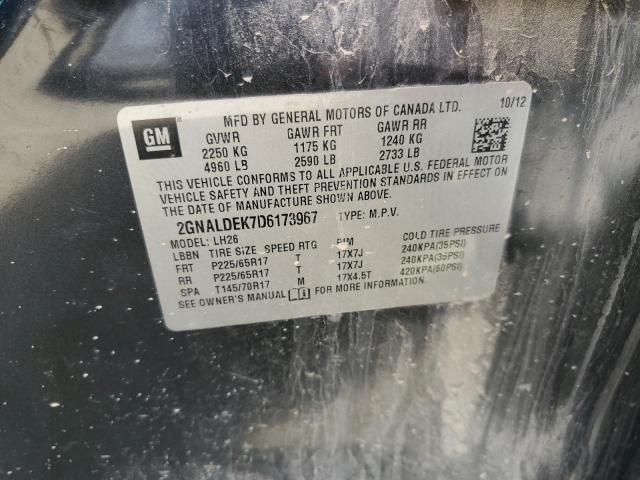 MFD BY GENERAL MOTORS OF CANADA LTD. 10/12
GM
GVWR GAWR FRT GAWR RR
2250 KG 1175 KG 1240 KG
4960 LB 2590 LB 2733 LB
THIS VEHICLE CONFORMS TO ALL APPLICABLE U.S. FEDERAL MOTOR
VEHICLE SAFETY AND THEFT PREVENTION STANDARDS IN EFFECT ON
THE DATE OF MANUFACTURE SHOWN ABOVE.
2GNALDEK7D6173967 TYPE: M.P.V.
MODEL: LH26
LBBN TIRE SIZE SPEED RTG RIM COLD TIRE PRESSURE
FRT P225/65R17 T 17X7J 240KPA(35PSI)
RR P225/65R17 T 17X7J 240KPA(35PSI)
SPA T145/70R17 M 17X4.5T 420KPA(60PSI)
SEE OWNER'S MANUAL FOR ADDITIONAL INFORMATION.